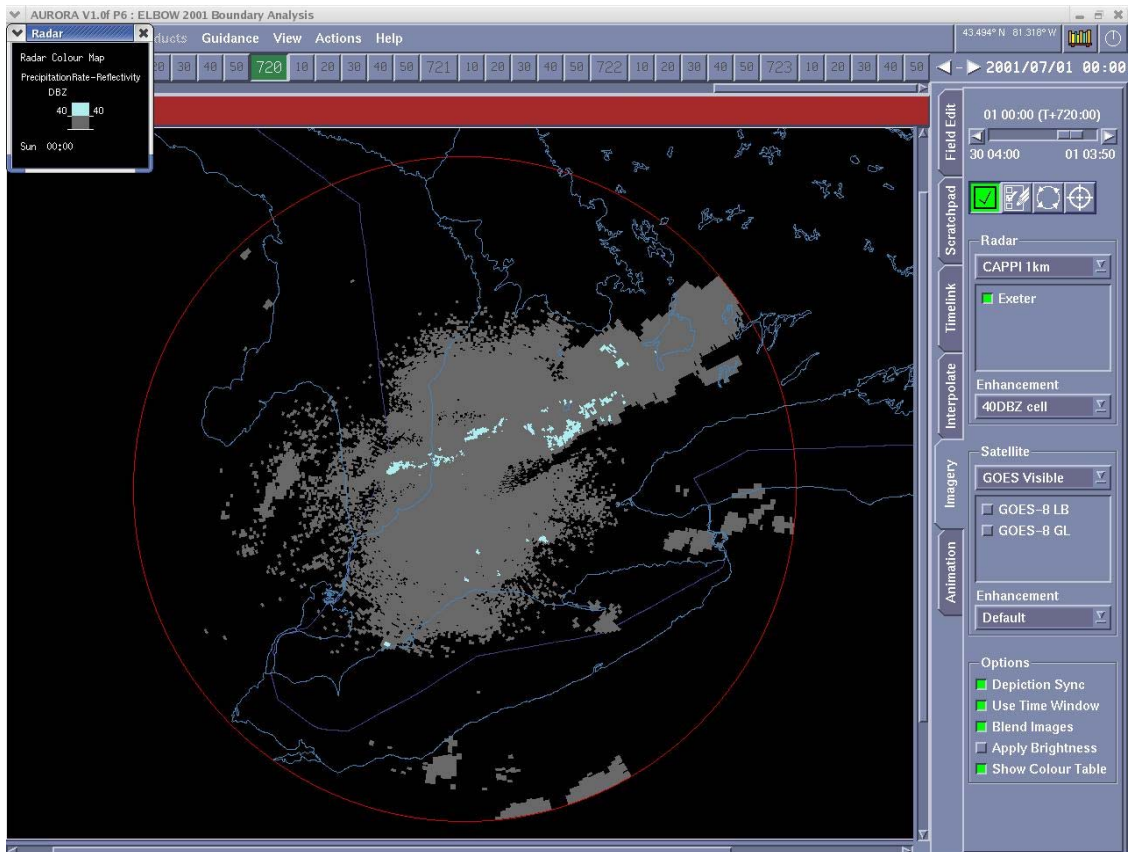 AURORA V1.0f P6 : ELBOW 2001 Boundary Analysis
Radar
Guidance View Actions Help
43.494° N 81.318° W
Radar Colour Map
PrecipitationRate-Reflectivity
DBZ
40 40
Sun 00:00
20 30 40 50 720 10 20 30 40 50 721 10 20 30 40 50 722 10 20 30 40 50 723 10 20 30 40 50
2001/07/01 00:00
Field Edit
Scratchpad
Timelink
Interpolate
Imagery
Animation
01 00:00 (T+720:00)
30 04:00 01 03:50
Radar
CAPPI 1km
Exeter
Enhancement
40DBZ cell
Satellite
GOES Visible
GOES-8 LB
GOES-8 GL
Enhancement
Default
Options
Depiction Sync
Use Time Window
Blend Images
Apply Brightness
Show Colour Table